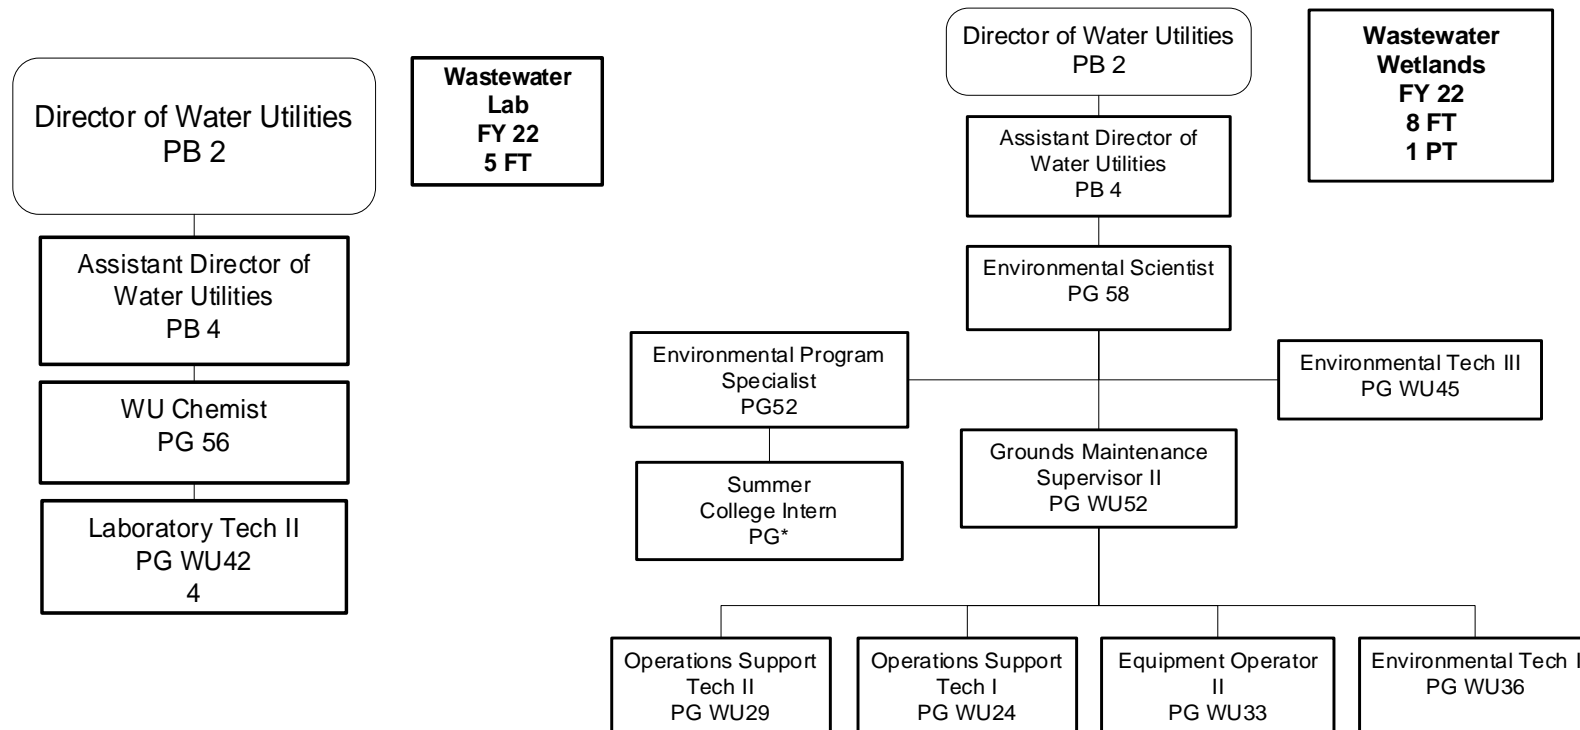 Director of Water Utilities
PB 2
Wastewater
Lab
FY 22
5 FT
Assistant Director of
Water Utilities
PB 4
WU Chemist
PG 56
Laboratory Tech II
PG WU42
4
Director of Water Utilities
PB 2
Wastewater
Wetlands
FY 22
8 FT
1 PT
Assistant Director of
Water Utilities
PB 4
Environmental Scientist
PG 58
Environmental Program
Specialist
PG52
Environmental Tech III
PG WU45
Summer
College Intern
PG*
Grounds Maintenance
Supervisor II
PG WU52
Operations Support
Tech II
PG WU29
Operations Support
Tech I
PG WU24
Equipment Operator
II
PG WU33
Environmental Tech I
PG WU36